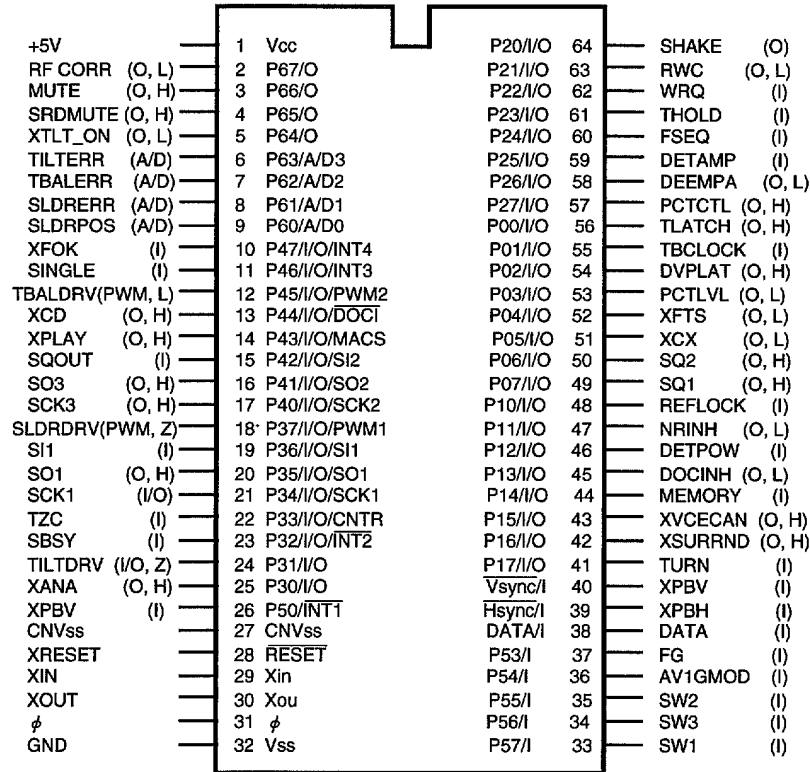 +5V 1 Vcc P20/I/O 64 SHAKE (O)
RF CORR (O, L) 2 P67/O P21/I/O 63 RWC (O, L)
MUTE (O, H) 3 P66/O P22/I/O 62 WRQ (I)
SRDMUTE (O, H) 4 P65/O P23/I/O 61 THOLD (I)
XTLT_ON (O, L) 5 P64/O P24/I/O 60 FSEQ (I)
TILTERR (A/D) 6 P63/A/D3 P25/I/O 59 DETAMP (I)
TBALERR (A/D) 7 P62/A/D2 P26/I/O 58 DEEMPA (O, L)
SLDRERR (A/D) 8 P61/A/D1 P27/I/O 57 PCTCTL (O, H)
SLDRPOS (A/D) 9 P60/A/D0 P00/I/O 56 TLATCH (O, H)
XFOK (I) 10 P47/I/O/INT4 P01/I/O 55 TBCLOCK (I)
SINGLE (I) 11 P46/I/O/INT3 P02/I/O 54 DVPLAT (O, H)
TBALDRV(PWM, L) 12 P45/I/O/PWM2 P03/I/O 53 PCTLVL (O, L)
XCD (O, H) 13 P44/I/O/DOCI P04/I/O 52 XFTS (O, L)
XPLAY (O, H) 14 P43/I/O/MACS P05/I/O 51 XCX (O, L)
SQOUT (I) 15 P42/I/O/SI2 P06/I/O 50 SQ2 (O, H)
SO3 (O, H) 16 P41/I/O/SO2 P07/I/O 49 SQ1 (O, H)
SCK3 (O, H) 17 P40/I/O/SCK2 P10/I/O 48 REFLOCK (I)
SLDRDRV(PWM, Z) 18 P37/I/O/PWM1 P11/I/O 47 NRINH (O, L)
SI1 (I) 19 P36/I/O/SI1 P12/I/O 46 DETPOW (I)
SO1 (O, H) 20 P35/I/O/SO1 P13/I/O 45 DOCINH (O, L)
SCK1 (I/O) 21 P34/I/O/SCK1 P14/I/O 44 MEMORY (I)
TZC (I) 22 P33/I/O/CNTR P15/I/O 43 XVCECAN (O, H)
SBSY (I) 23 P32/I/O/INT2 P16/I/O 42 XSURRND (O, H)
TILTDRV (I/O, Z) 24 P31/I/O P17/I/O 41 TURN (I)
XANA (O, H) 25 P30/I/O Vsync/I 40 XPBV (I)
XPBV (I) 26 P50/INT1 Hsync/I 39 XPBH (I)
CNVss 27 CNVss DATA/I 38 DATA (I)
XRESET 28 RESET P53/I 37 FG (I)
XIN 29 Xin P54/I 36 AV1GMOD (I)
XOUT 30 Xou P55/I 35 SW2 (I)
ϕ 31 ϕ P56/I 34 SW3 (I)
GND 32 Vss P57/I 33 SW1 (I)